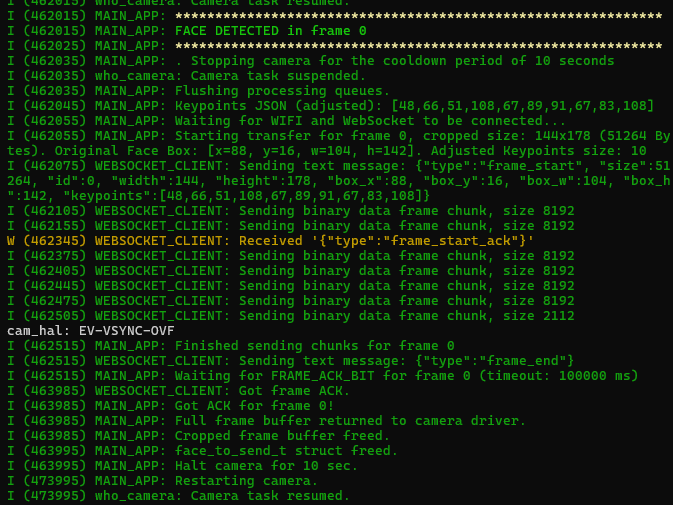 I (462015) who_camera: Camera task resumed.
I (462015) MAIN_APP: *************************************************************
I (462015) MAIN_APP: FACE DETECTED in frame 0
I (462025) MAIN_APP: *************************************************************
I (462035) MAIN_APP: . Stopping camera for the cooldown period of 10 seconds
I (462035) who_camera: Camera task suspended.
I (462035) MAIN_APP: Flushing processing queues.
I (462045) MAIN_APP: Keypoints JSON (adjusted): [48,66,51,108,67,89,91,67,83,108]
I (462055) MAIN_APP: Waiting for WIFI and WebSocket to be connected...
I (462055) MAIN_APP: Starting transfer for frame 0, cropped size: 144x178 (51264 By
tes). Original Face Box: [x=88, y=16, w=104, h=142]. Adjusted Keypoints size: 10
I (462075) WEBSOCKET_CLIENT: Sending text message: {"type":"frame_start", "size":51
264, "id":0, "width":144, "height":178, "box_x":88, "box_y":16, "box_w":104, "box_h
":142, "keypoints":[48,66,51,108,67,89,91,67,83,108]}
I (462105) WEBSOCKET_CLIENT: Sending binary data frame chunk, size 8192
I (462155) WEBSOCKET_CLIENT: Sending binary data frame chunk, size 8192
W (462345) WEBSOCKET_CLIENT: Received '{"type":"frame_start_ack"}'
I (462375) WEBSOCKET_CLIENT: Sending binary data frame chunk, size 8192
I (462405) WEBSOCKET_CLIENT: Sending binary data frame chunk, size 8192
I (462445) WEBSOCKET_CLIENT: Sending binary data frame chunk, size 8192
I (462475) WEBSOCKET_CLIENT: Sending binary data frame chunk, size 8192
I (462505) WEBSOCKET_CLIENT: Sending binary data frame chunk, size 2112
cam_hal: EV-VSYNC-OVF
I (462515) MAIN_APP: Finished sending chunks for frame 0
I (462515) WEBSOCKET_CLIENT: Sending text message: {"type":"frame_end"}
I (462515) MAIN_APP: Waiting for FRAME_ACK_BIT for frame 0 (timeout: 100000 ms)
I (463985) WEBSOCKET_CLIENT: Got frame ACK.
I (463985) MAIN_APP: Got ACK for frame 0!
I (463985) MAIN_APP: Full frame buffer returned to camera driver.
I (463985) MAIN_APP: Cropped frame buffer freed.
I (463995) MAIN_APP: face_to_send_t struct freed.
I (463995) MAIN_APP: Halt camera for 10 sec.
I (473995) MAIN_APP: Restarting camera.
I (473995) who_camera: Camera task resumed.